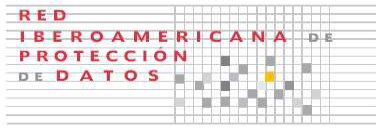 RED
IBEROAMERICANA DE
PROTECCIÓN
DE DATOS